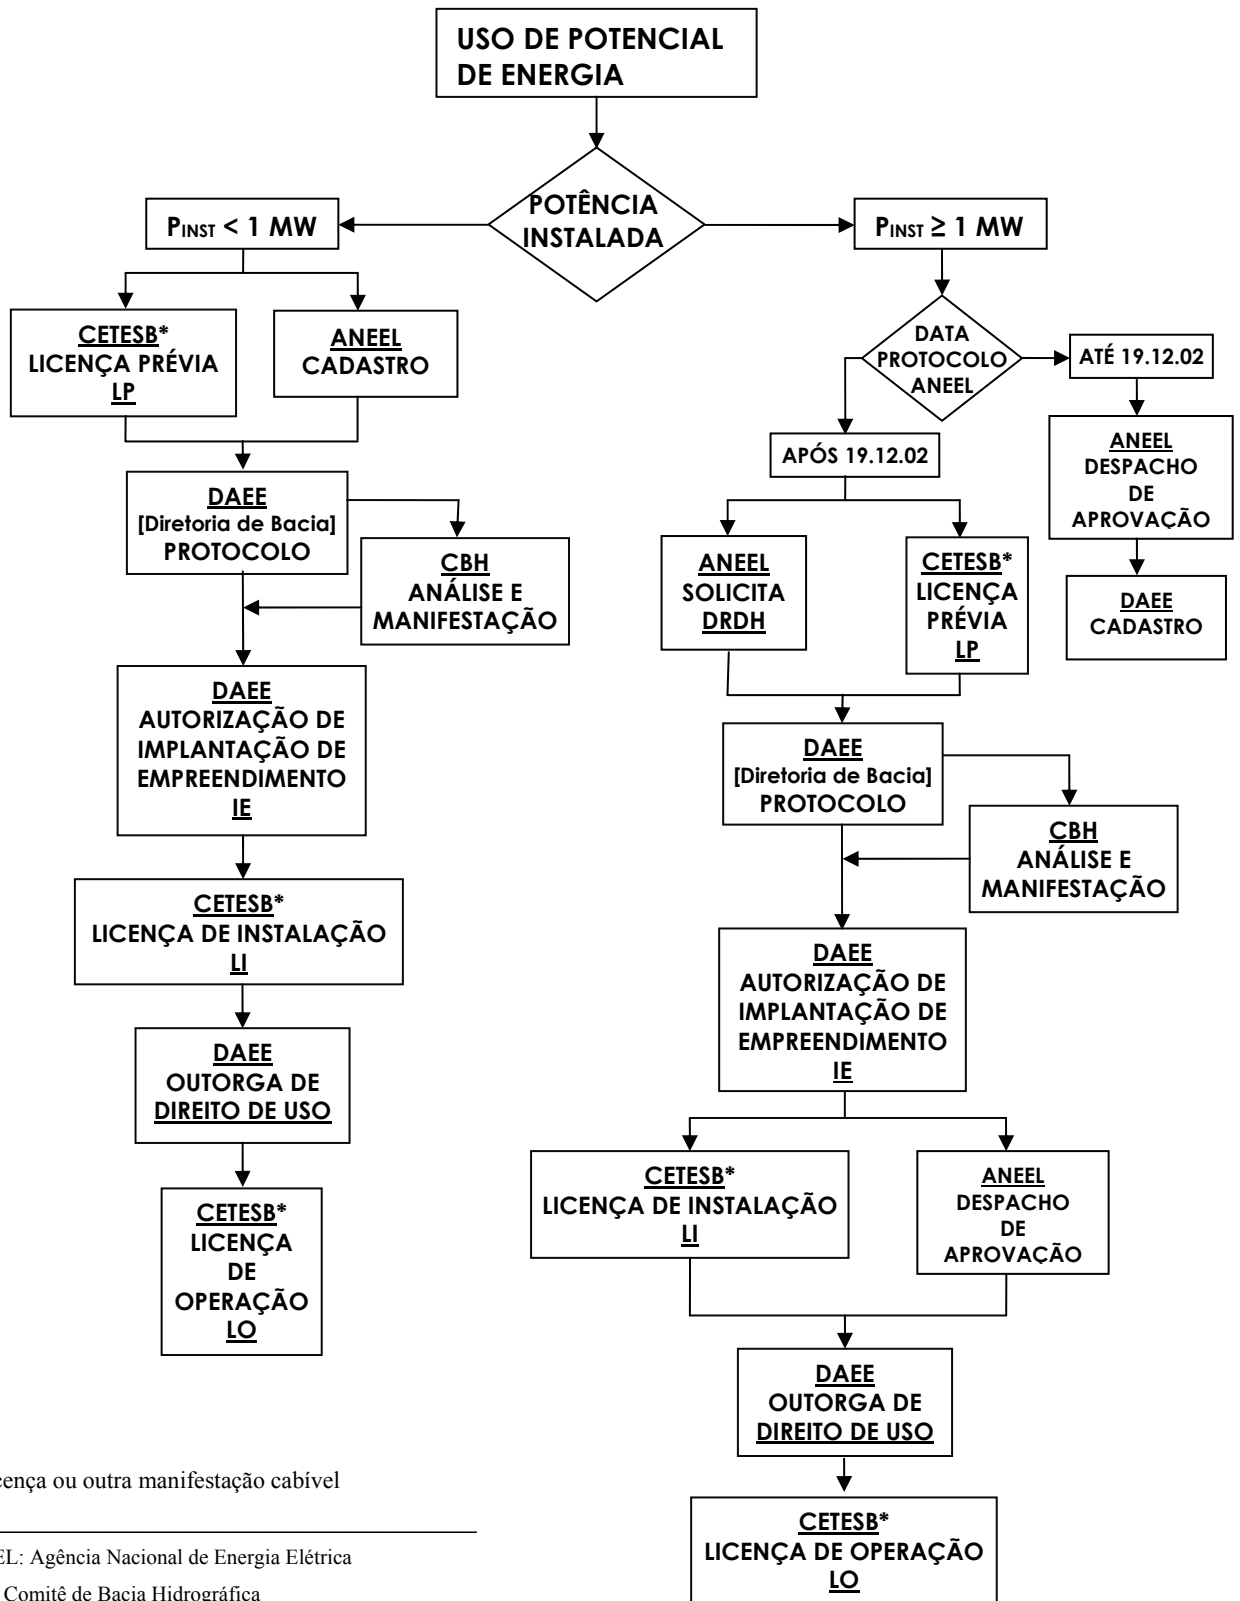 USO DE POTENCIAL
DE ENERGIA
POTÊNCIA
INSTALADA
PINST < 1 MW
PINST ≥ 1 MW
CETESB*
LICENÇA PRÉVIA
LP
ANEEL
CADASTRO
DAEE
[Diretoria de Bacia]
PROTOCOLO
CBH
ANÁLISE E
MANIFESTAÇÃO
DAEE
AUTORIZAÇÃO DE
IMPLANTAÇÃO DE
EMPREENDIMENTO
IE
CETESB*
LICENÇA DE INSTALAÇÃO
LI
DAEE
OUTORGA DE
DIREITO DE USO
CETESB*
LICENÇA
DE
OPERAÇÃO
LO
DATA
PROTOCOLO
ANEEL
ATÉ 19.12.02
ANEEL
DESPACHO
DE
APROVAÇÃO
DAEE
CADASTRO
APÓS 19.12.02
ANEEL
SOLICITA
DRDH
CETESB*
LICENÇA
PRÉVIA
LP
DAEE
[Diretoria de Bacia]
PROTOCOLO
CBH
ANÁLISE E
MANIFESTAÇÃO
DAEE
AUTORIZAÇÃO DE
IMPLANTAÇÃO DE
EMPREENDIMENTO
IE
CETESB*
LICENÇA DE INSTALAÇÃO
LI
ANEEL
DESPACHO
DE
APROVAÇÃO
DAEE
OUTORGA DE
DIREITO DE USO
CETESB*
LICENÇA DE OPERAÇÃO
LO
ença ou outra manifestação cabível
EL: Agência Nacional de Energia Elétrica
Comitê de Bacia Hidrográfica